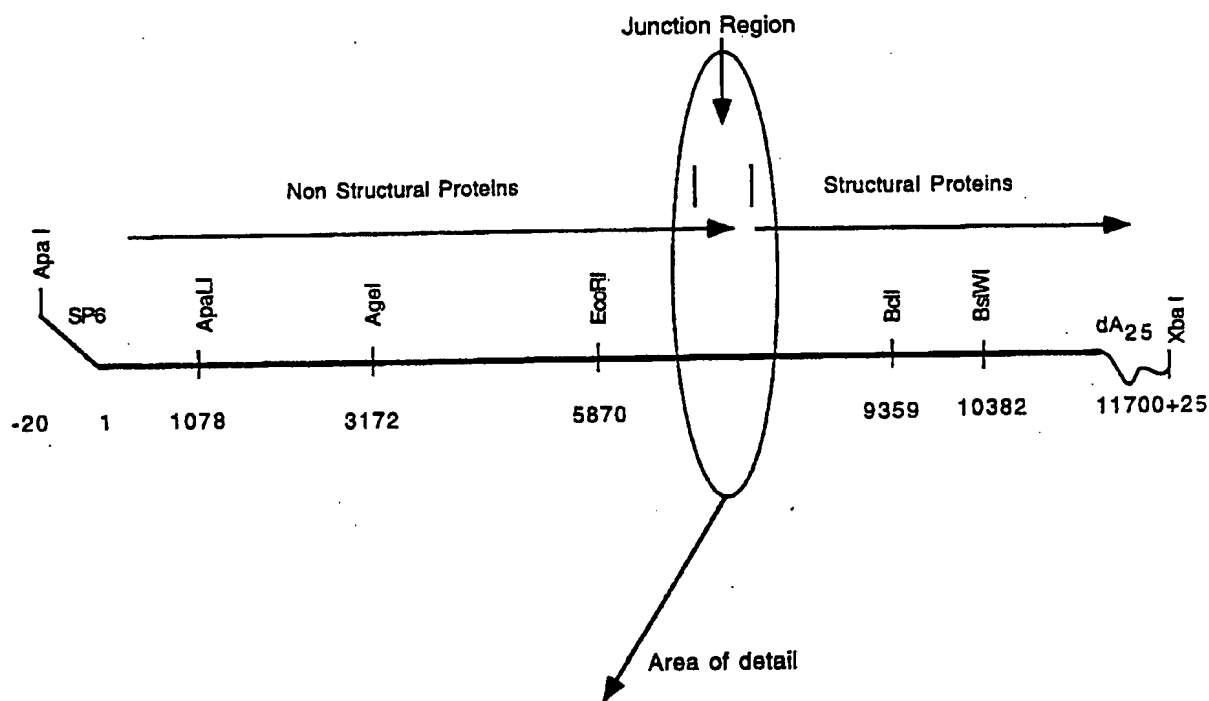 Junction Region
Non Structural Proteins
Structural Proteins
Apa I
SP6
ApaLI
AgeI
EcoRI
BclI
BsiWI
dA25
Xba I
-20
1
1078
3172
5870
9359
10382
11700+25
Area of detail